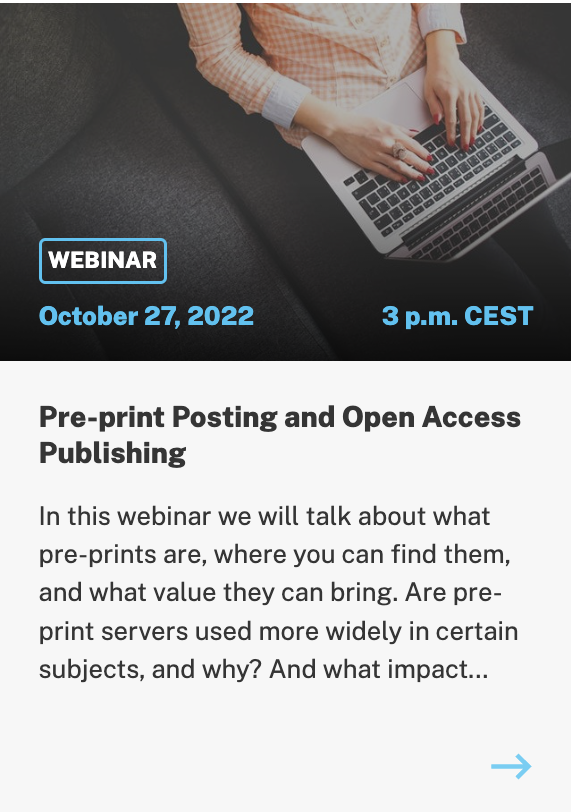 WEBINAR
October 27, 2022 3 p.m. CEST
Pre-print Posting and Open Access
Publishing
In this webinar we will talk about what
pre-prints are, where you can find them,
and what value they can bring. Are pre-
print servers used more widely in certain
subjects, and why? And what impact...